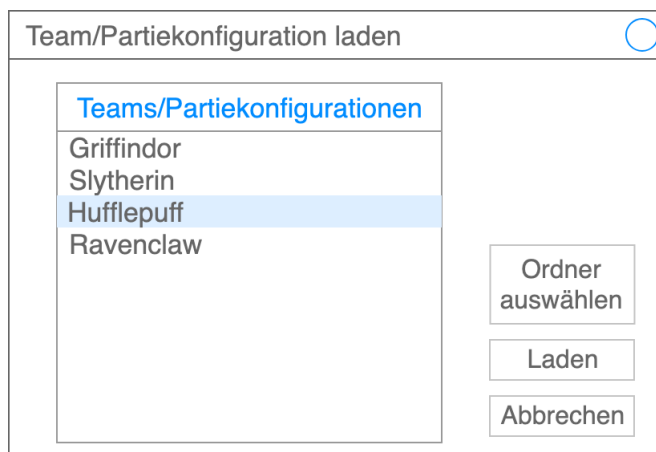 Team/Partiekonfiguration laden
Teams/Partiekonfigurationen
Griffindor
Slytherin
Hufflepuff
Ravenclaw
Ordner
auswählen
Laden
Abbrechen